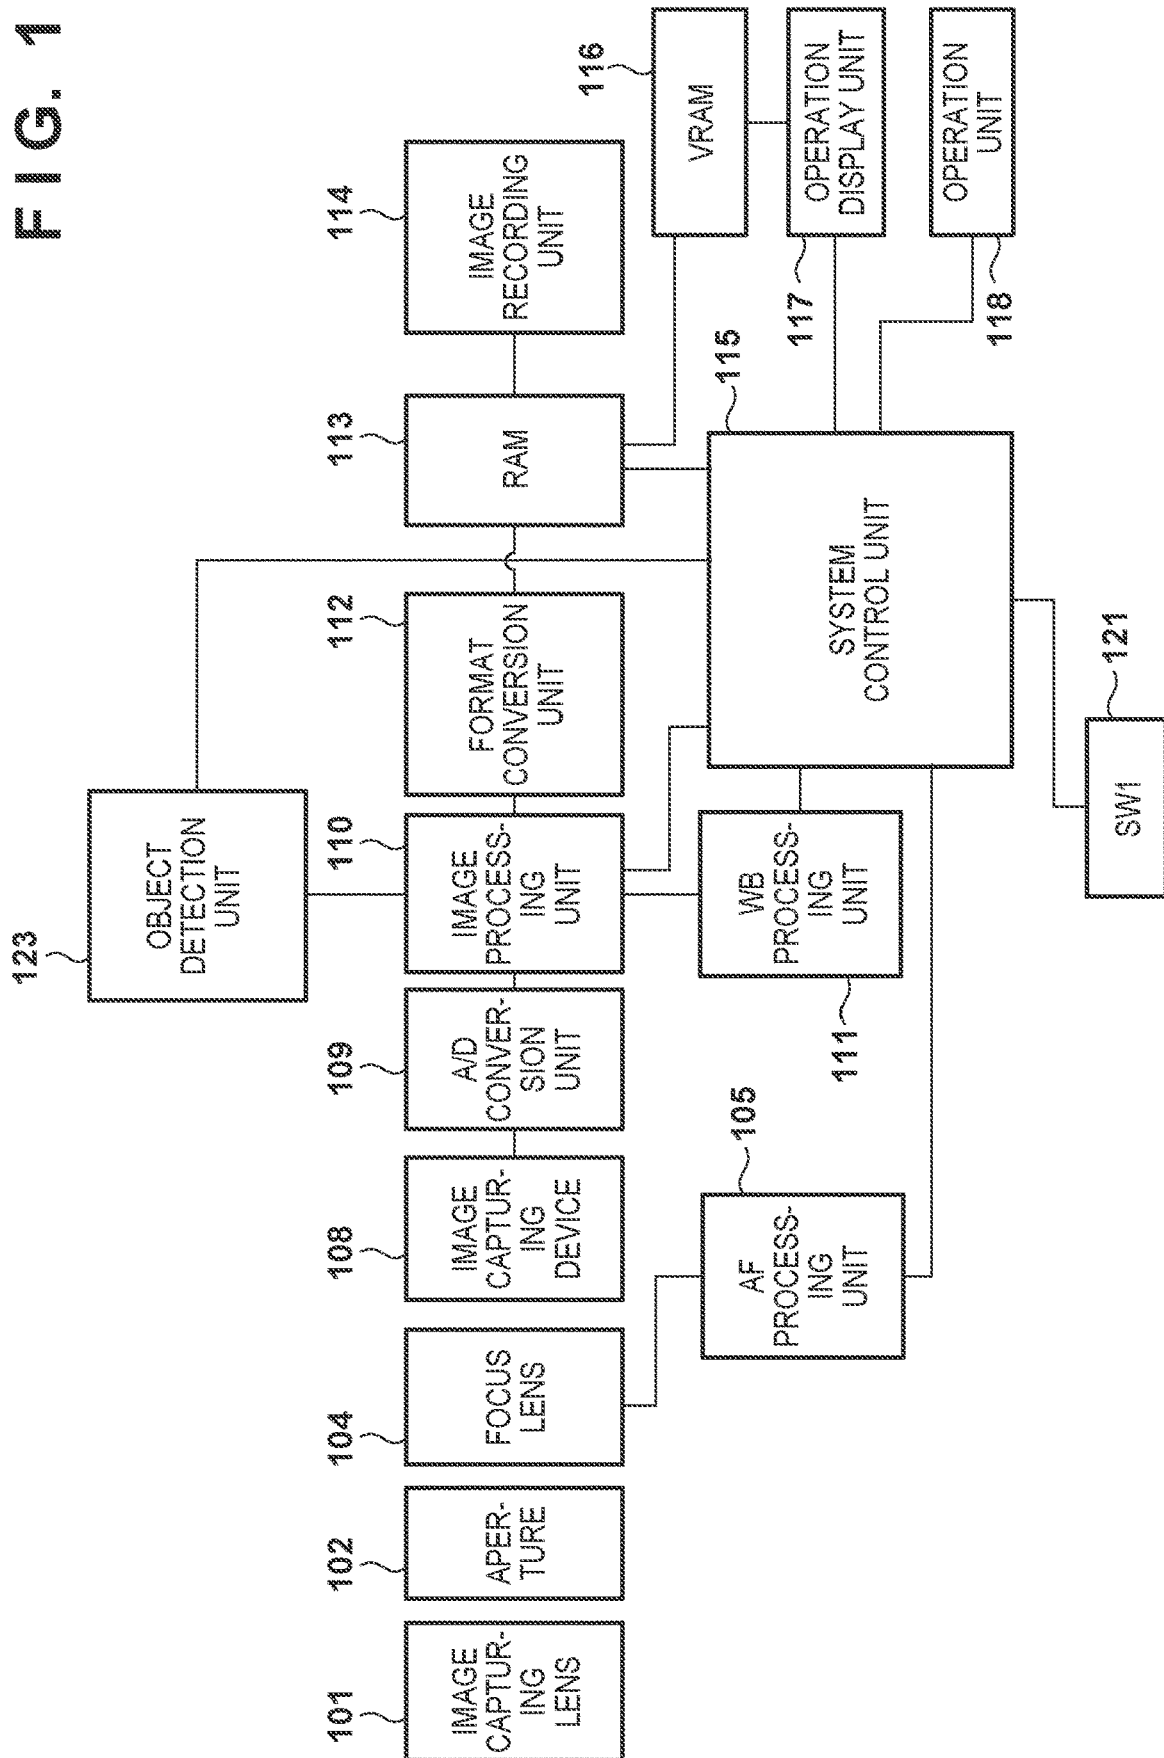 FIG. 1
123
OBJECT
DETECTION
UNIT
101
IMAGE
CAPTUR-
ING
LENS
102
APER-
TURE
104
FOCUS
LENS
108
IMAGE
CAPTUR-
ING
DEVICE
109
A/D
CONVER-
SION
UNIT
110
IMAGE
PROCESS-
ING
UNIT
112
FORMAT
CONVERSION
UNIT
113
RAM
114
IMAGE
RECORDING
UNIT
105
AF
PROCESS-
ING
UNIT
111
WB
PROCESS-
ING
UNIT
115
SYSTEM
CONTROL UNIT
116
VRAM
117
OPERATION
DISPLAY UNIT
118
OPERATION
UNIT
121
SW1